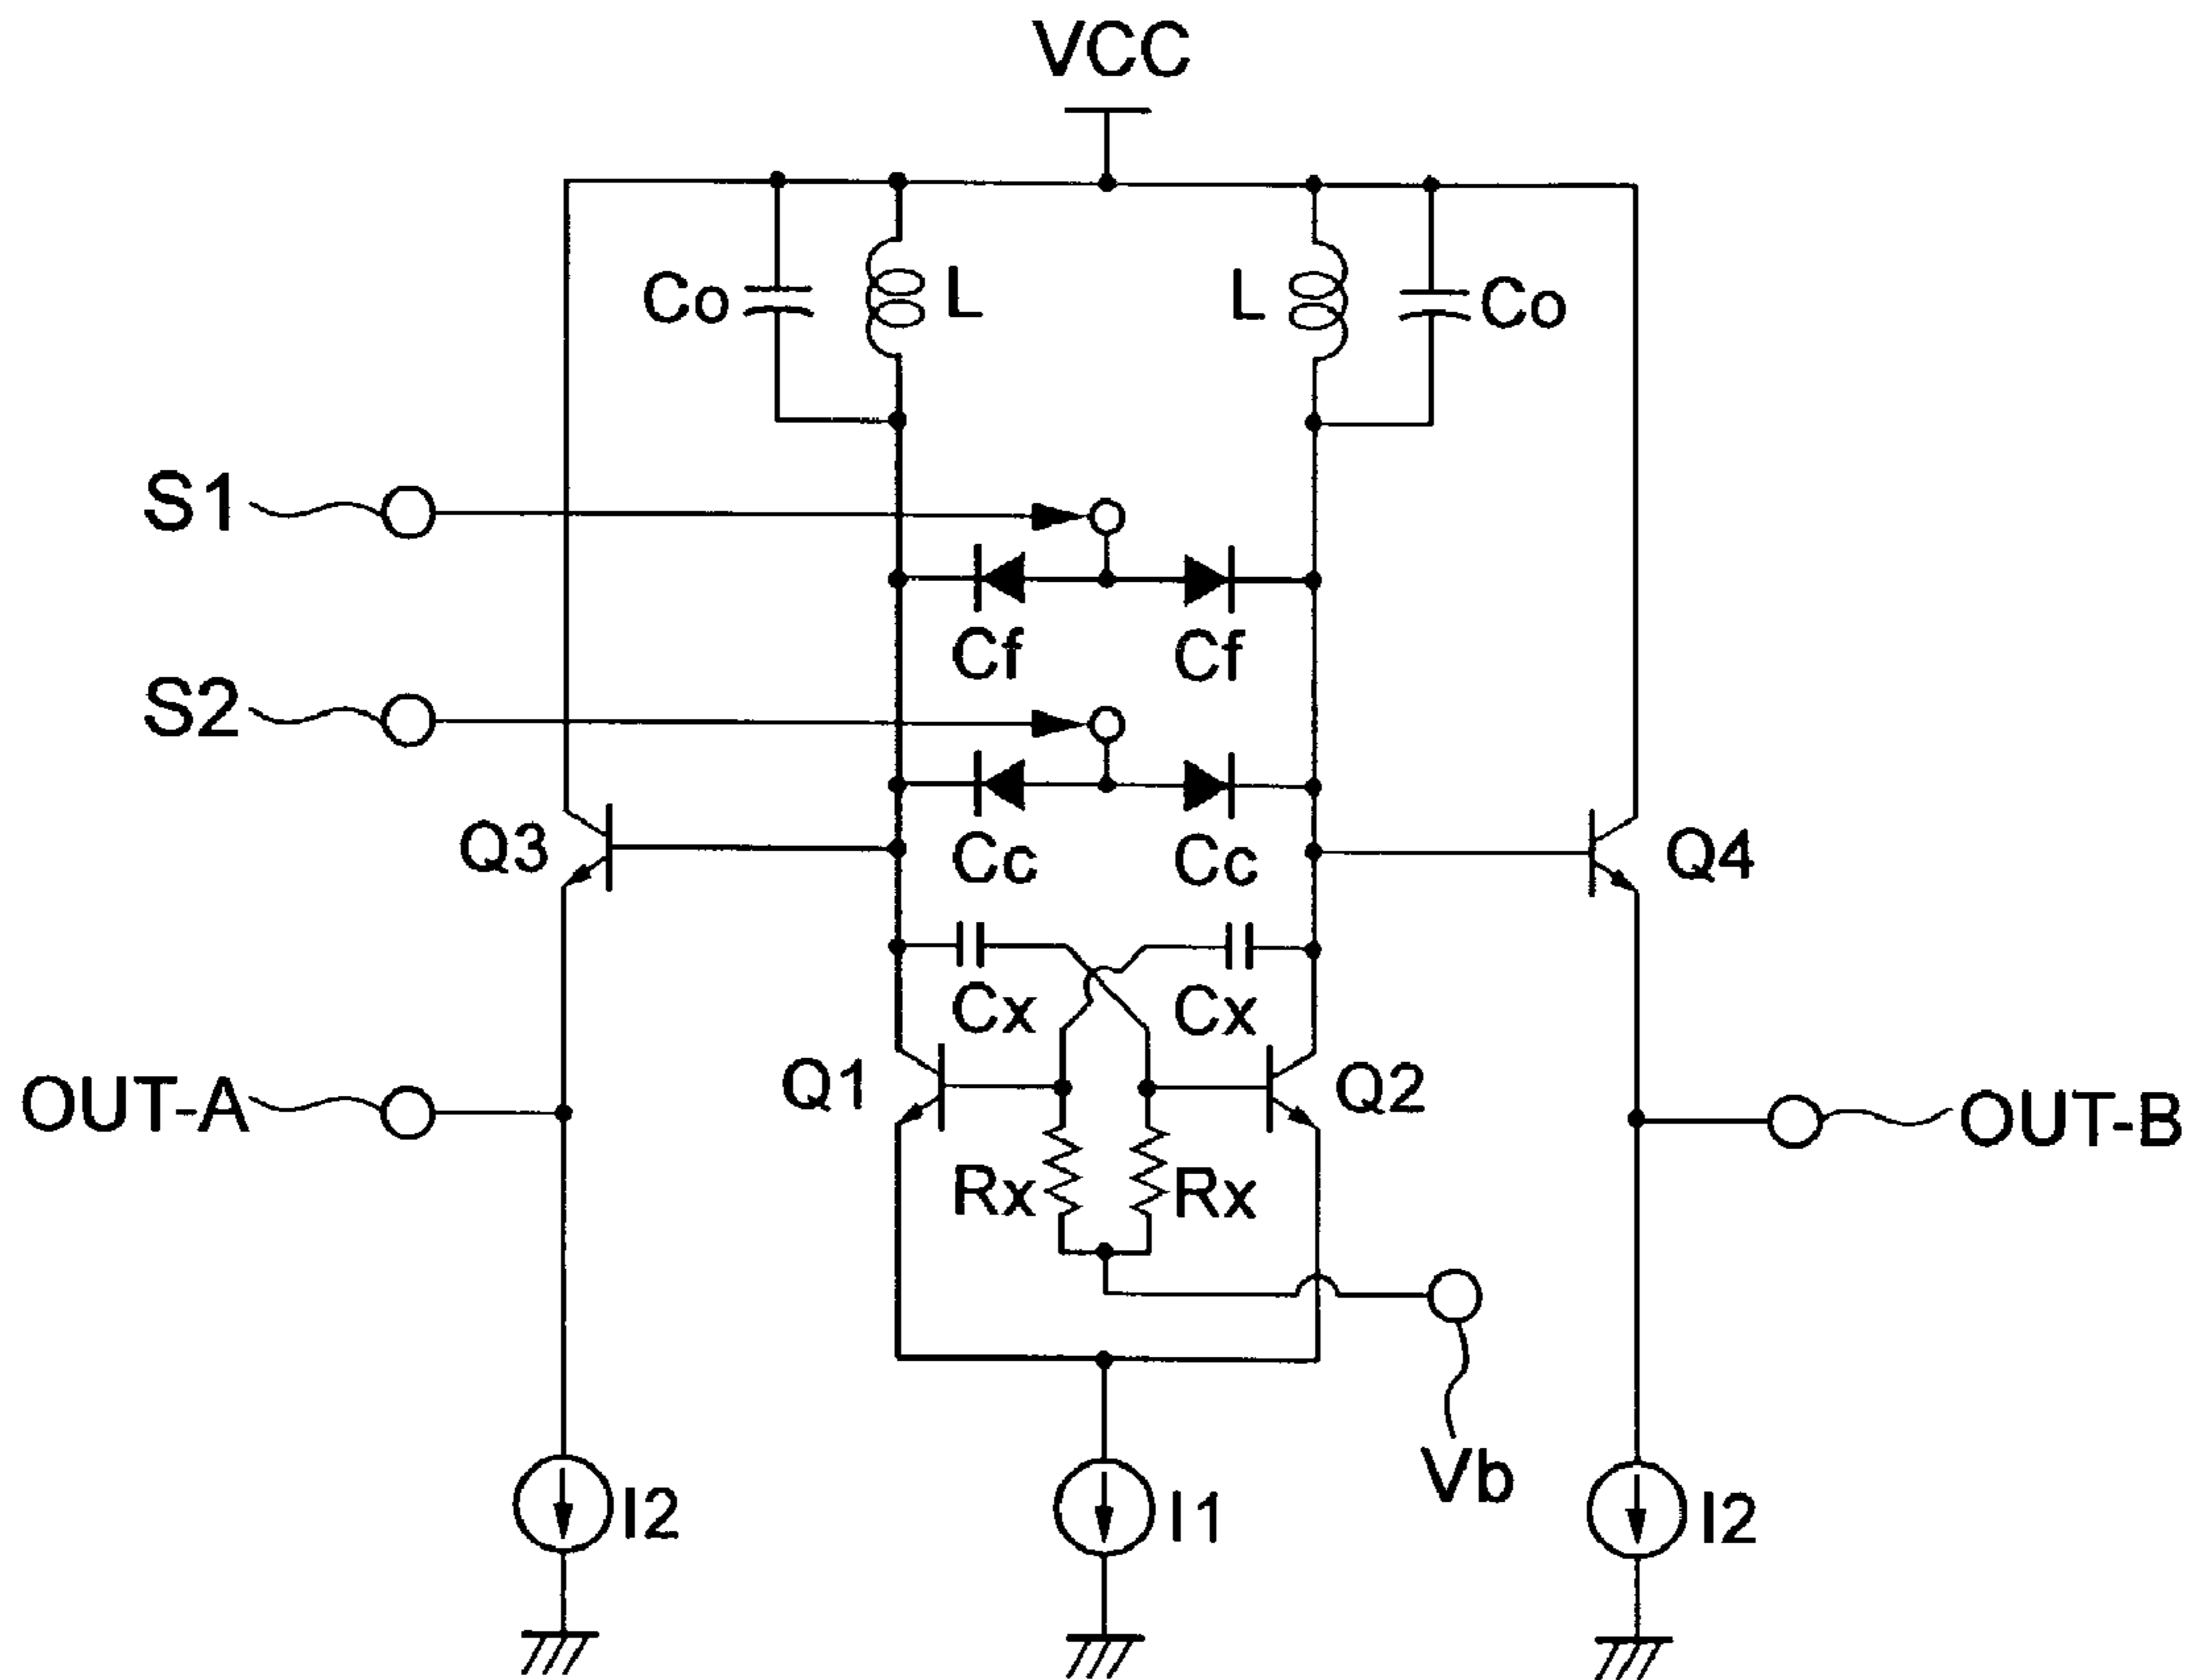 VCC
Co
L
L
Co
S1
Cf
Cf
S2
Q3
Cc
Cc
Q4
Cx
Cx
Q1
Q2
OUT-A
OUT-B
Rx
Rx
Vb
I2
I1
I2